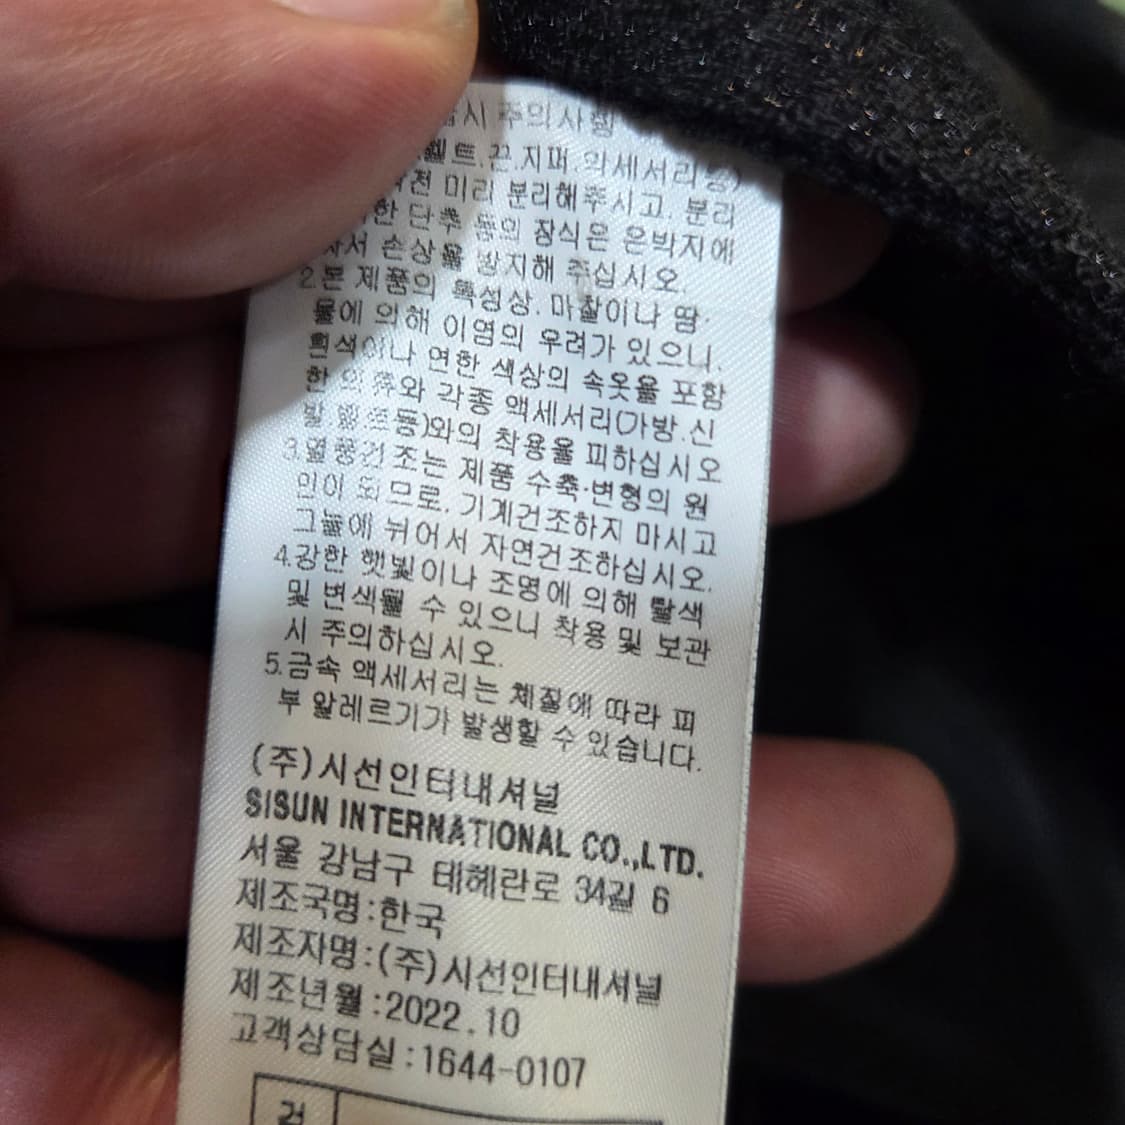 시 주의사항
벨트.끈.지퍼.악세서리등)
전 미리 분리해주시고, 분리
한 단추 등의 장식은 은박지에
싸서 손상을 방지해 주십시오.
2.본 제품의 특성상. 마찰이나 땀·
물에 의해 이염의 우려가 있으니.
흰색이나 연한 색상의 속옷을 포함
한 의류와 각종 액세서리(가방.신
발.벨트등)와의 착용을 피하십시오
3.열풍건조는 제품 수축·변형의 원
인이 되므로, 기계건조하지 마시고
그늘에 뉘어서 자연건조하십시오.
4.강한 햇빛이나 조명에 의해 탈색
및 변색될 수 있으니 착용 및 보관
시 주의하십시오.
5.금속 액세서리는 체질에 따라 피
부 알레르기가 발생할 수 있습니다.
(주)시선인터내셔널
SISUN INTERNATIONAL CO.,LTD.
서울 강남구 테헤란로 34길 6
제조국명:한국
제조자명:(주)시선인터내셔널
제조년월:2022.10
고객상담실:1644-0107